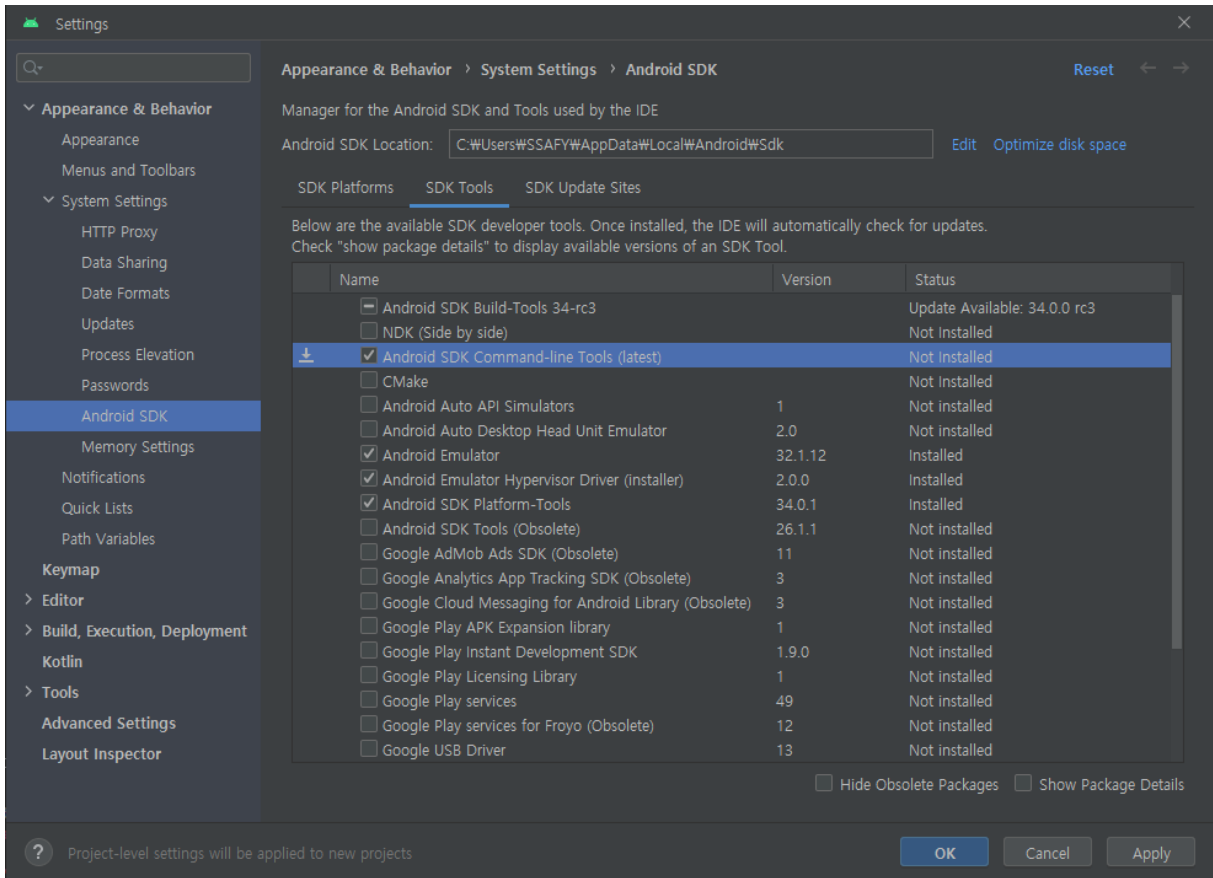 Settings
Appearance & Behavior
Appearance
Menus and Toolbars
System Settings
HTTP Proxy
Data Sharing
Date Formats
Updates
Process Elevation
Passwords
Android SDK
Memory Settings
Notifications
Quick Lists
Path Variables
Keymap
Editor
Build, Execution, Deployment
Kotlin
Tools
Advanced Settings
Layout Inspector
Appearance & Behavior > System Settings > Android SDK Reset
Manager for the Android SDK and Tools used by the IDE
Android SDK Location: C:₩Users₩SSAFY₩AppData₩Local₩Android₩Sdk Edit Optimize disk space
SDK Platforms SDK Tools SDK Update Sites
Below are the available SDK developer tools. Once installed, the IDE will automatically check for updates.
Check "show package details" to display available versions of an SDK Tool.
Name Version Status
Android SDK Build-Tools 34-rc3 Update Available: 34.0.0 rc3
NDK (Side by side) Not Installed
Android SDK Command-line Tools (latest) Not Installed
CMake Not Installed
Android Auto API Simulators 1 Not installed
Android Auto Desktop Head Unit Emulator 2.0 Not installed
Android Emulator 32.1.12 Installed
Android Emulator Hypervisor Driver (installer) 2.0.0 Installed
Android SDK Platform-Tools 34.0.1 Installed
Android SDK Tools (Obsolete) 26.1.1 Not installed
Google AdMob Ads SDK (Obsolete) 11 Not installed
Google Analytics App Tracking SDK (Obsolete) 3 Not installed
Google Cloud Messaging for Android Library (Obsolete) 3 Not installed
Google Play APK Expansion library 1 Not installed
Google Play Instant Development SDK 1.9.0 Not installed
Google Play Licensing Library 1 Not installed
Google Play services 49 Not installed
Google Play services for Froyo (Obsolete) 12 Not installed
Google USB Driver 13 Not installed
Hide Obsolete Packages Show Package Details
? Project-level settings will be applied to new projects
OK Cancel Apply